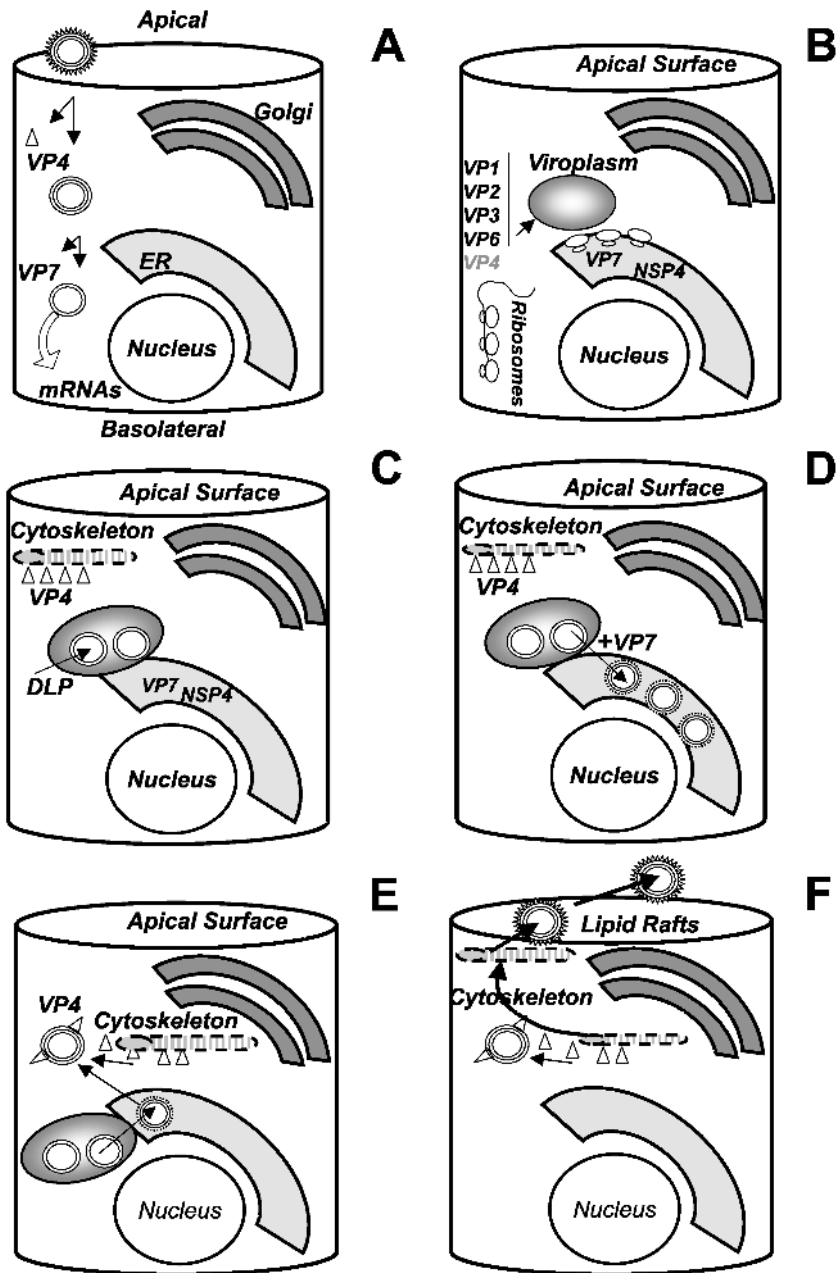 Apical
A
Golgi
VP4
VP7
ER
Nucleus
mRNAs
Basolateral
B
Apical Surface
VP1
Viroplasm
VP2
VP3
VP6
VP4
VP7
NSP4
Ribosomes
Nucleus
C
Apical Surface
Cytoskeleton
VP4
DLP
VP7
NSP4
Nucleus
D
Apical Surface
Cytoskeleton
VP4
+VP7
Nucleus
E
Apical Surface
VP4
Cytoskeleton
Nucleus
F
Lipid Rafts
Cytoskeleton
Nucleus